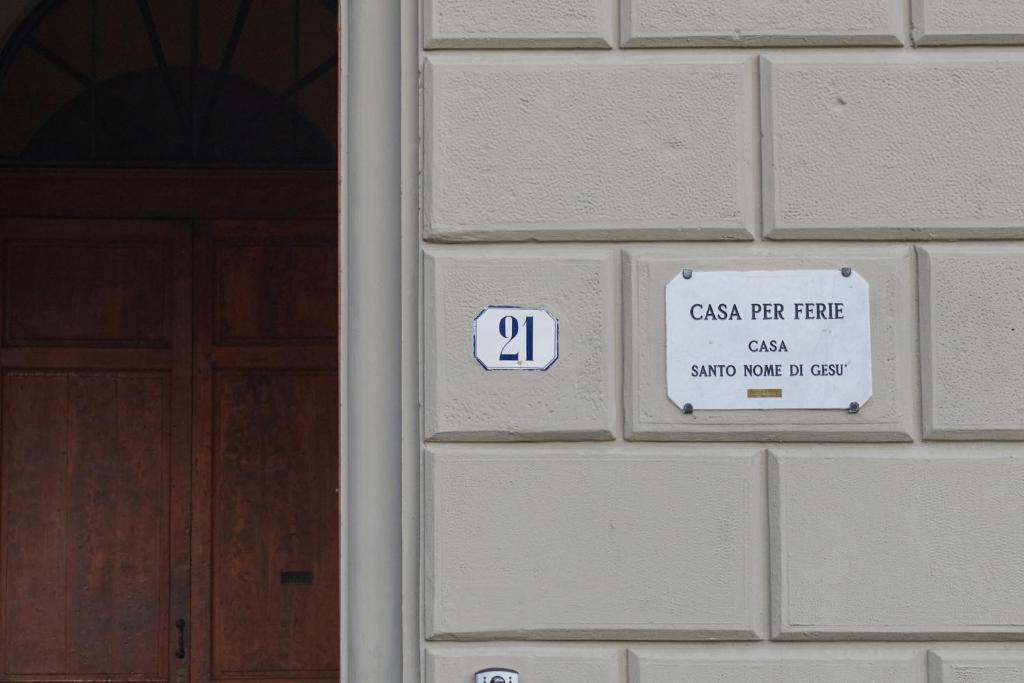 21
CASA PER FERIE
CASA
SANTO NOME DI GESU'